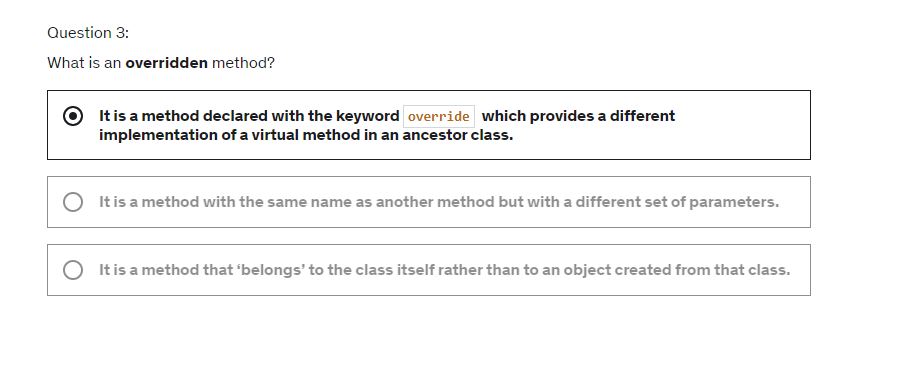 Question 3:
What is an overridden method?
It is a method declared with the keyword override which provides a different
implementation of a virtual method in an ancestor class.
It is a method with the same name as another method but with a different set of parameters.
It is a method that ‘belongs’ to the class itself rather than to an object created from that class.